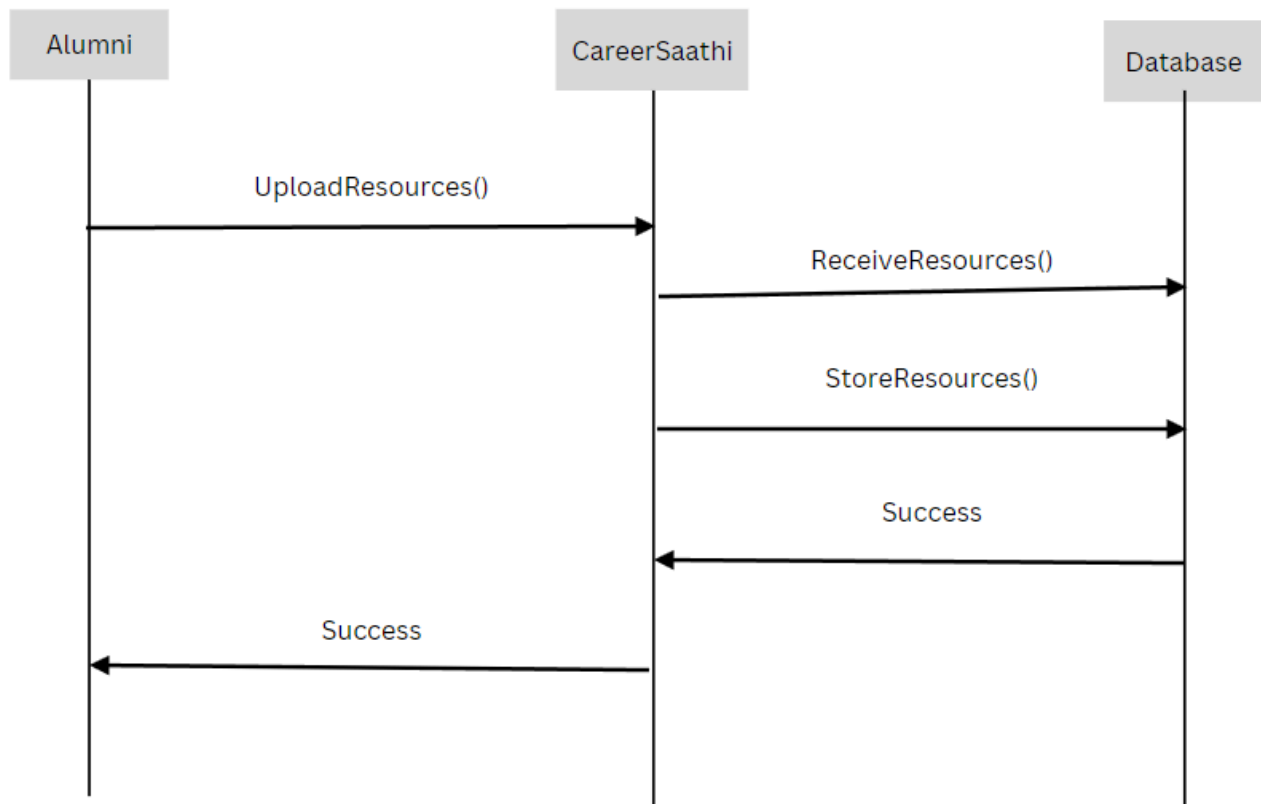 Alumni
CareerSaathi
Database
UploadResources()
ReceiveResources()
StoreResources()
Success
Success